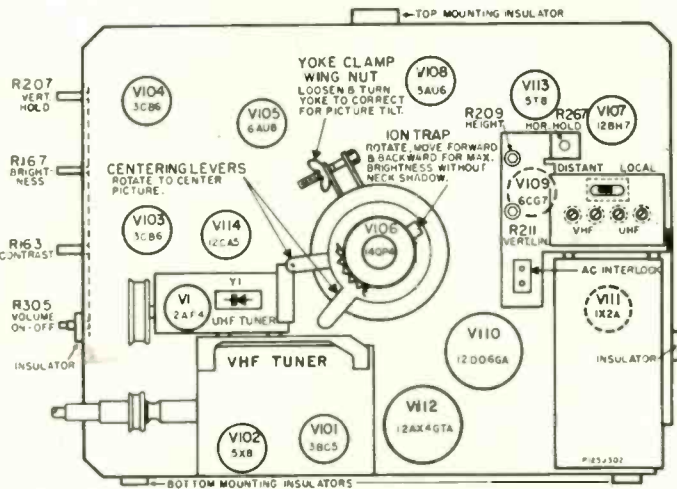 TOP MOUNTING INSULATOR
R207
VERT.
HOLD
R167
BRIGHT-
NESS
R163
CONTRAST
R305
VOLUME
ON-OFF
INSULATOR
V104
3CB6
V105
6AU8
YOKE CLAMP
WING NUT
LOOSEN & TURN
YOKE TO CORRECT
FOR PICTURE TILT.
V108
5AU6
V113
5T8
R209
HEIGHT
R267
HOR. HOLD
V107
12BH7
ION TRAP
ROTATE, MOVE FORWARD
& BACKWARD FOR MAX.
BRIGHTNESS WITHOUT
NECK SHADOW.
CENTERING LEVERS
ROTATE TO CENTER
PICTURE.
V109
6CG7
DISTANT LOCAL
VHF UHF
R211
VERT. LIN.
V103
3CB6
V114
12CA5
V106
14QP4
AC INTERLOCK
V1
2AF4
Y1
UHF TUNER
V111
1X2A
V110
12DQ6GA
INSULATOR
VHF TUNER
V112
12AX4GTA
V102
5X8
V101
3BC5
P1252302
BOTTOM MOUNTING INSULATORS